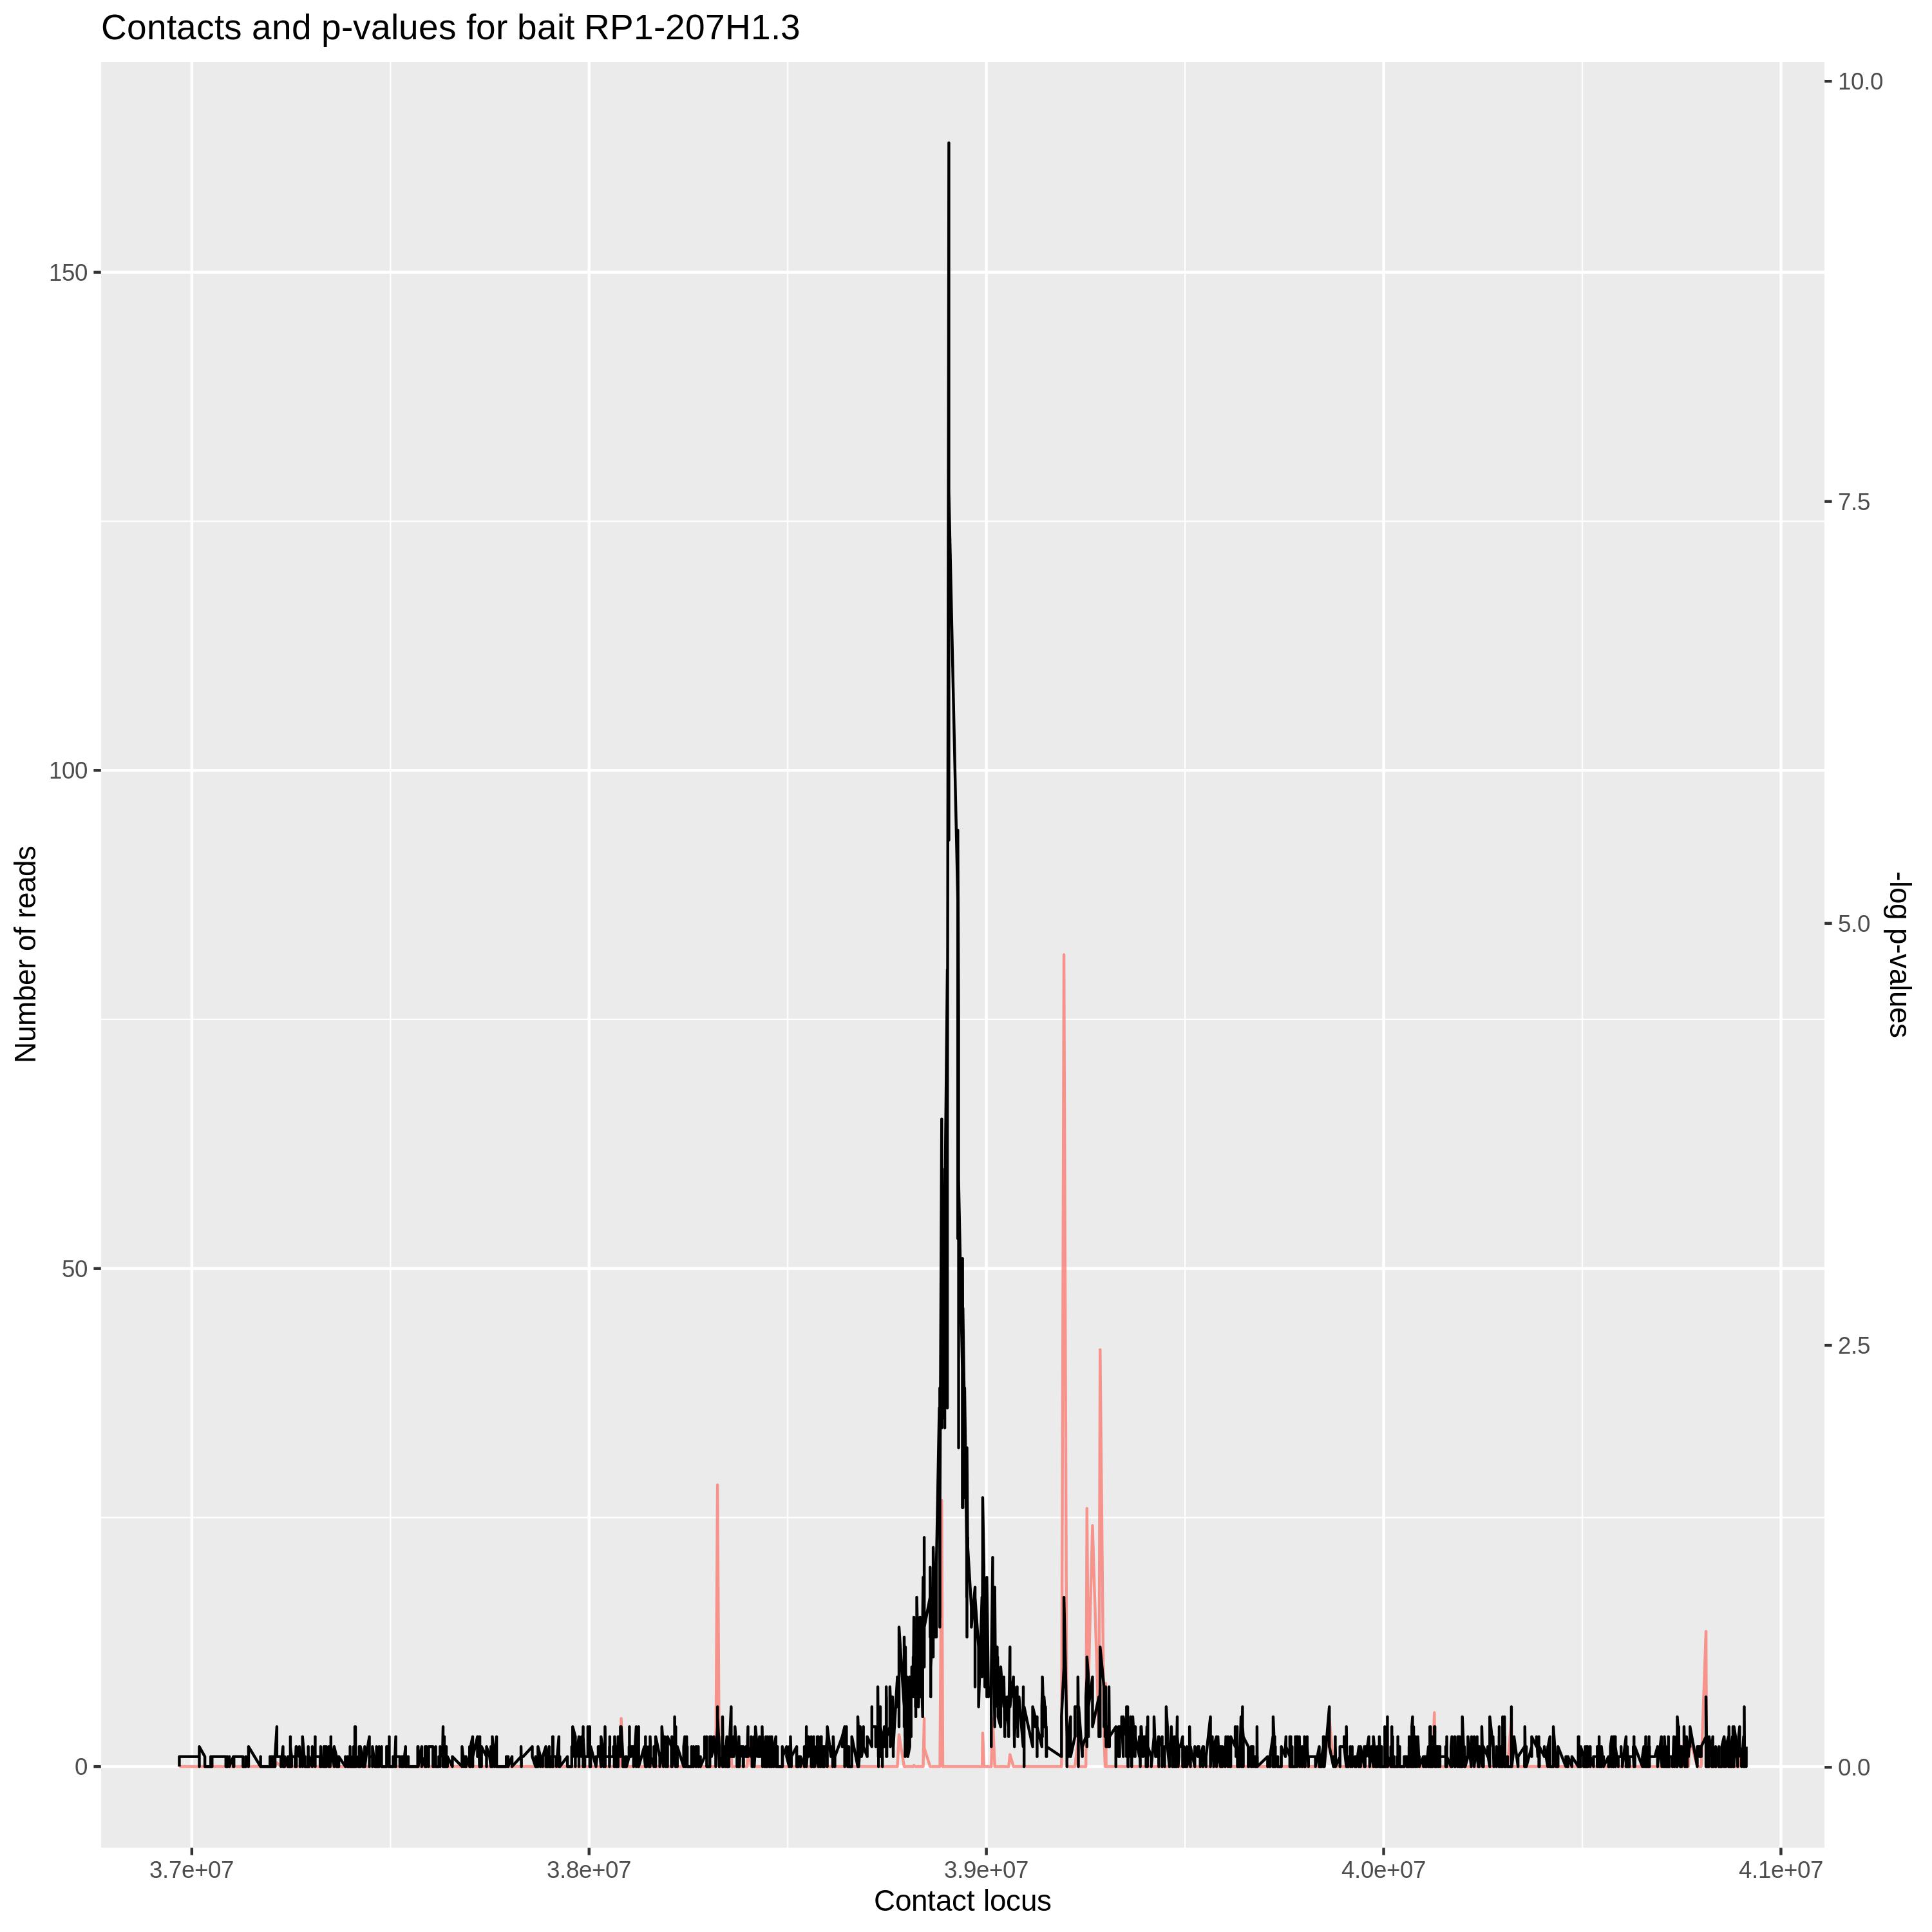 Contacts and p-values for bait RP1-207H1.3
10.0
150
7.5
100
Number of reads
-log p-values
5.0
50
2.5
0
0.0
3.7e+07 3.8e+07 3.9e+07 4.0e+07 4.1e+07
Contact locus